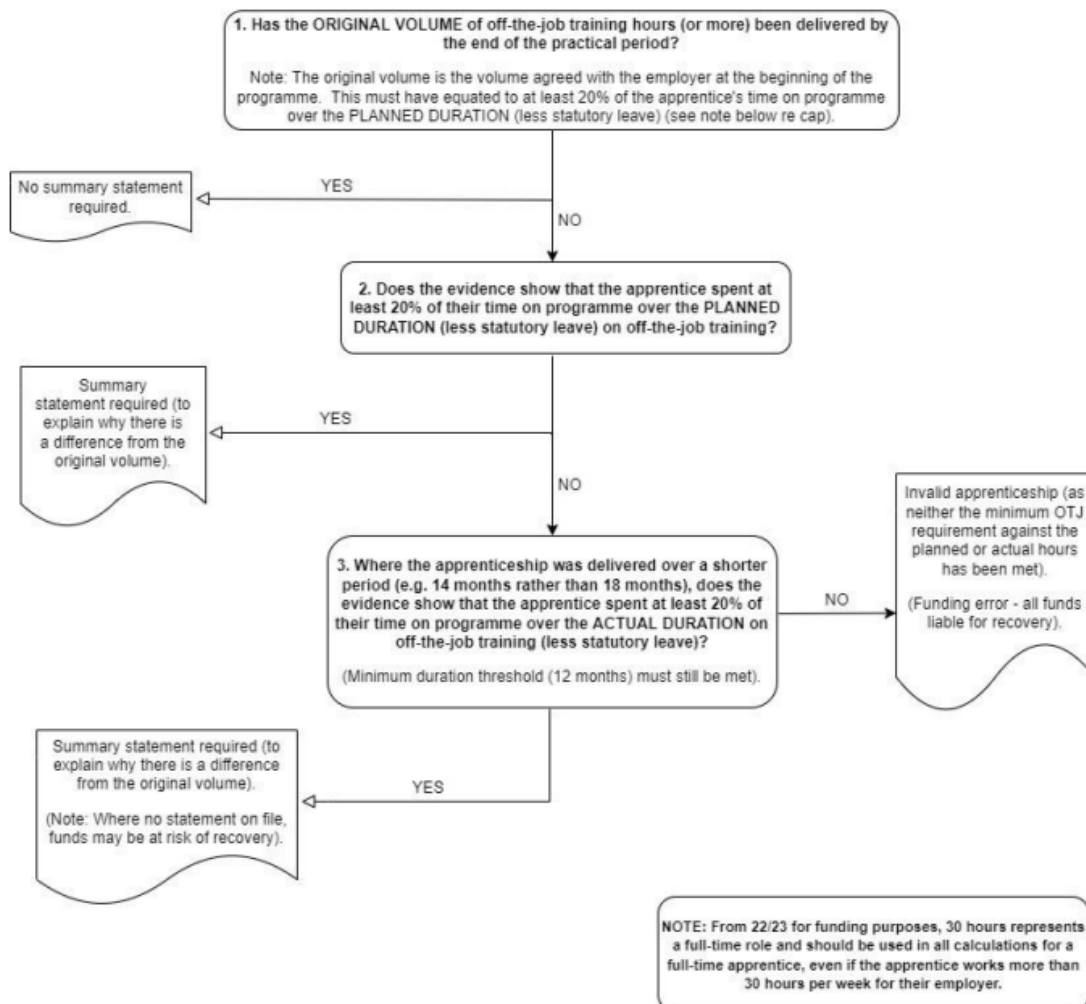 1. Has the ORIGINAL VOLUME of off-the-job training hours (or more) been delivered by
the end of the practical period?
Note: The original volume is the volume agreed with the employer at the beginning of the
programme. This must have equated to at least 20% of the apprentice's time on programme
over the PLANNED DURATION (less statutory leave) (see note below re cap).
YES
No summary statement
required.
NO
2. Does the evidence show that the apprentice spent at
least 20% of their time on programme over the PLANNED
DURATION (less statutory leave) on off-the-job training?
YES
Summary
statement required (to
explain why there is
a difference from the
original volume).
NO
3. Where the apprenticeship was delivered over a shorter
period (e.g. 14 months rather than 18 months), does the
evidence show that the apprentice spent at least 20% of
their time on programme over the ACTUAL DURATION on
off-the-job training (less statutory leave)?
(Minimum duration threshold (12 months) must still be met).
NO
Invalid apprenticeship (as
neither the minimum OTJ
requirement against the
planned or actual hours
has been met).
(Funding error - all funds
liable for recovery).
YES
Summary statement required (to
explain why there is a difference
from the original volume).
(Note: Where no statement on file,
funds may be at risk of recovery).
NOTE: From 22/23 for funding purposes, 30 hours represents
a full-time role and should be used in all calculations for a
full-time apprentice, even if the apprentice works more than
30 hours per week for their employer.